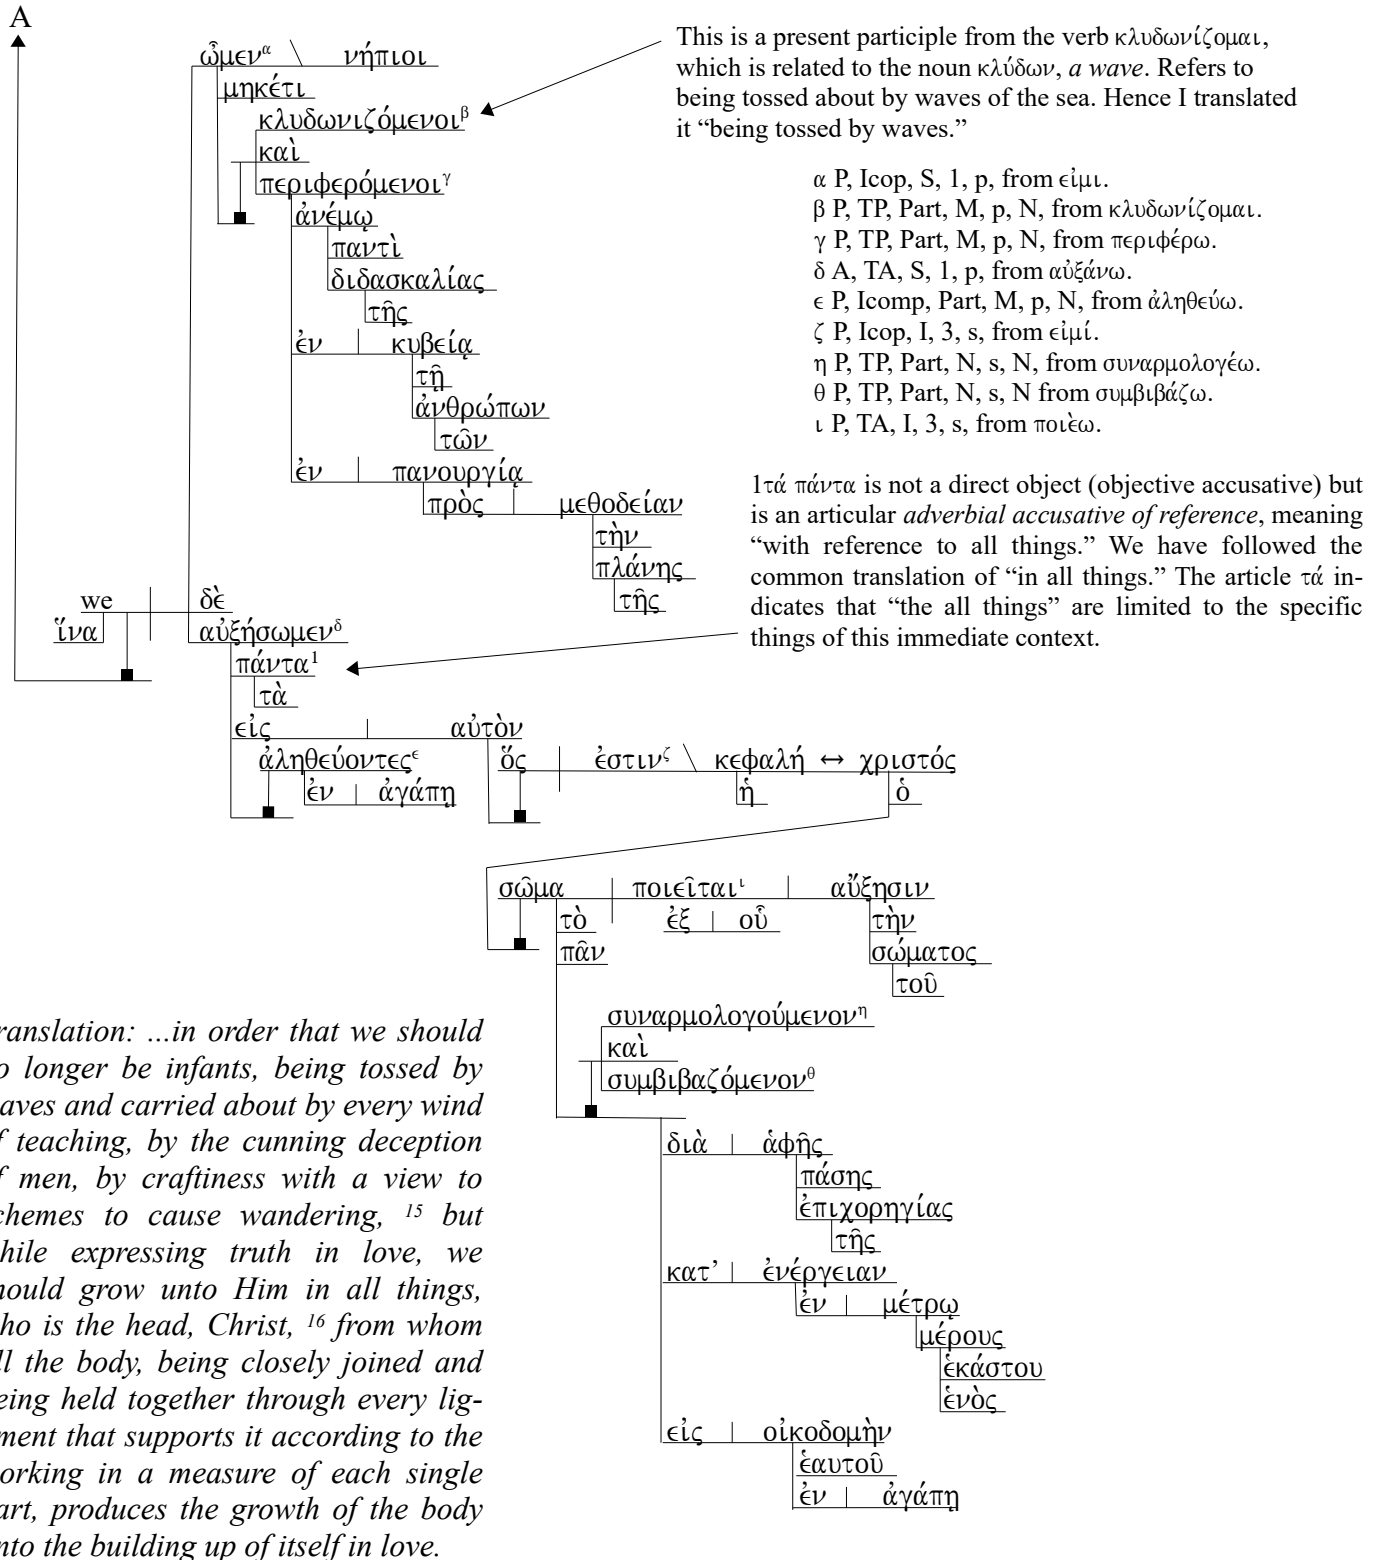 A
ὦμενᵅ \ νήπιοι
μηκέτι
κλυδωνιζόμενοιᵝ
καὶ
περιφερόμενοιᵞ
ἀνέμῳ
παντὶ
διδασκαλίας
τῆς
ἐν | κυβείᾳ
τῇ
ἀνθρώπων
τῶν
ἐν | πανουργίᾳ
πρὸς | μεθοδείαν
τὴν
πλάνης
τῆς
we | δὲ
ἵνα αὐξήσωμενᵟ
πάντα¹
τὰ
εἰς | αὐτὸν
ἀληθεύοντεςᵋ ὅς | ἐστινζ \ κεφαλή ↔ χριστός
ἐν | ἀγάπῃ ἡ ὁ
σῶμα | ποιεῖταιᶥ | αὔξησιν
τὸ ἐξ | οὗ τὴν
πᾶν σώματος
τοῦ
συναρμολογούμενονη
καὶ
συμβιβαζόμενονᶿ
διὰ | ἁφῆς
πάσης
ἐπιχορηγίας
τῆς
κατ’ | ἐνέργειαν
ἐν | μέτρῳ
μέρους
ἑκάστου
ἑνὸς
εἰς | οἰκοδομὴν
ἑαυτοῦ
ἐν | ἀγάπῃ
This is a present participle from the verb κλυδωνίζομαι,
which is related to the noun κλύδων, a wave. Refers to
being tossed about by waves of the sea. Hence I translated
it “being tossed by waves.”
α P, Icop, S, 1, p, from εἰμι.
β P, TP, Part, M, p, N, from κλυδωνίζομαι.
γ P, TP, Part, M, p, N, from περιφέρω.
δ A, TA, S, 1, p, from αὐξάνω.
ϵ P, Icomp, Part, M, p, N, from ἀληθεύω.
ζ P, Icop, I, 3, s, from εἰμί.
η P, TP, Part, N, s, N, from συναρμολογέω.
θ P, TP, Part, N, s, N from συμβιβάζω.
ι P, TA, I, 3, s, from ποιὲω.
1τά πάντα is not a direct object (objective accusative) but
is an articular adverbial accusative of reference, meaning
“with reference to all things.” We have followed the
common translation of “in all things.” The article τά in-
dicates that “the all things” are limited to the specific
things of this immediate context.
ranslation: ...in order that we should
o longer be infants, being tossed by
aves and carried about by every wind
f teaching, by the cunning deception
f men, by craftiness with a view to
chemes to cause wandering, ¹⁵ but
hile expressing truth in love, we
hould grow unto Him in all things,
ho is the head, Christ, ¹⁶ from whom
ll the body, being closely joined and
eing held together through every lig-
ment that supports it according to the
orking in a measure of each single
art, produces the growth of the body
nto the building up of itself in love.